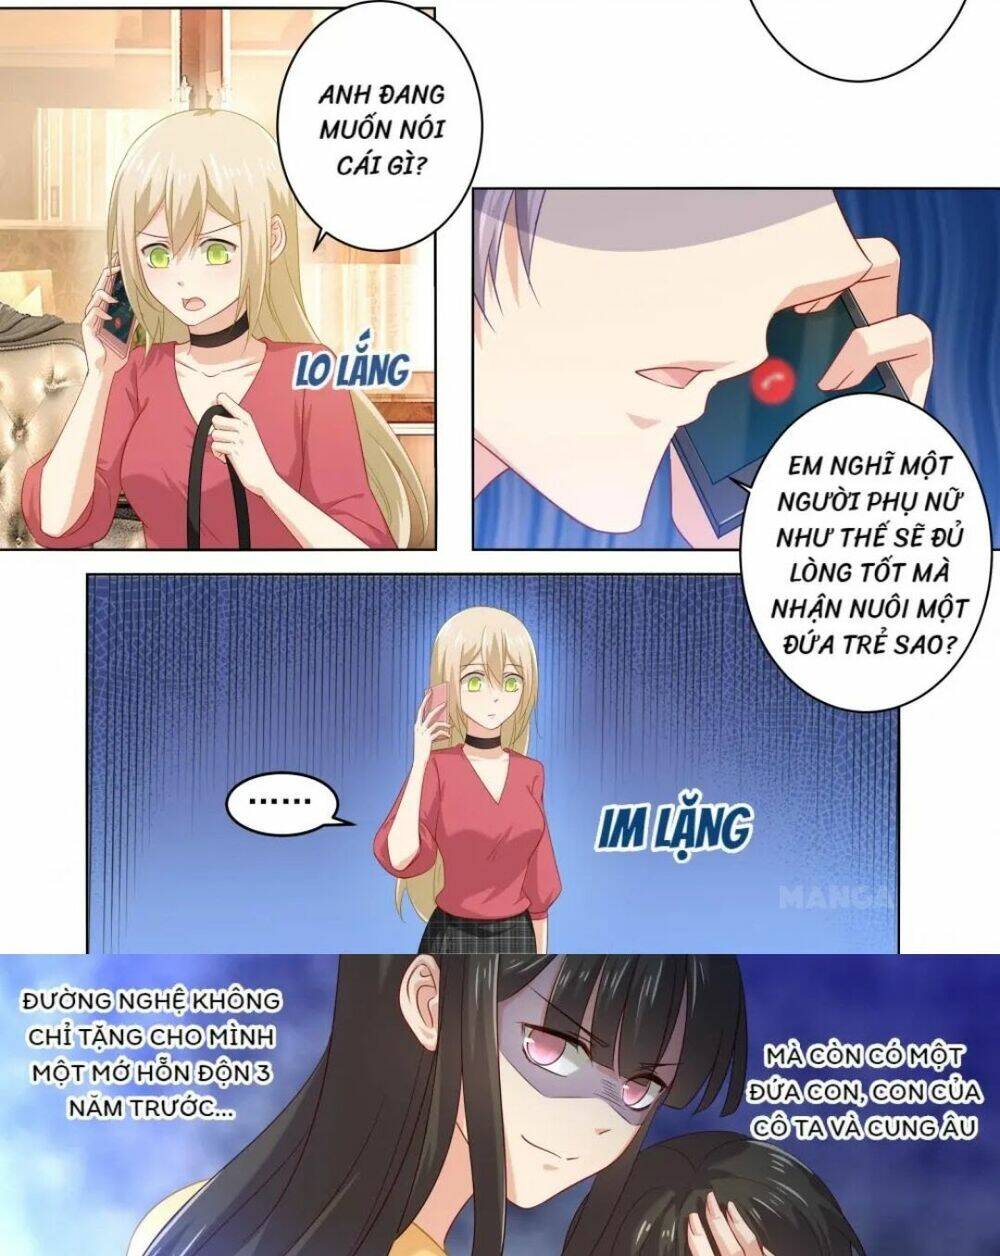 ANH ĐANG
MUỐN NÓI
CÁI GÌ?
LO LẮNG
EM NGHĨ MỘT
NGƯỜI PHỤ NỮ
NHƯ THẾ SẼ ĐỦ
LÒNG TỐT MÀ
NHẬN NUÔI MỘT
ĐỨA TRẺ SAO?
......
IM LẶNG
MANGA
ĐƯỜNG NGHỆ KHÔNG
CHỈ TẶNG CHO MÌNH
MỘT MỚ HỖN ĐỘN 3
NĂM TRƯỚC...
MÀ CÒN CÓ MỘT
ĐỨA CON, CON CỦA
CÔ TA VÀ CUNG ÂU